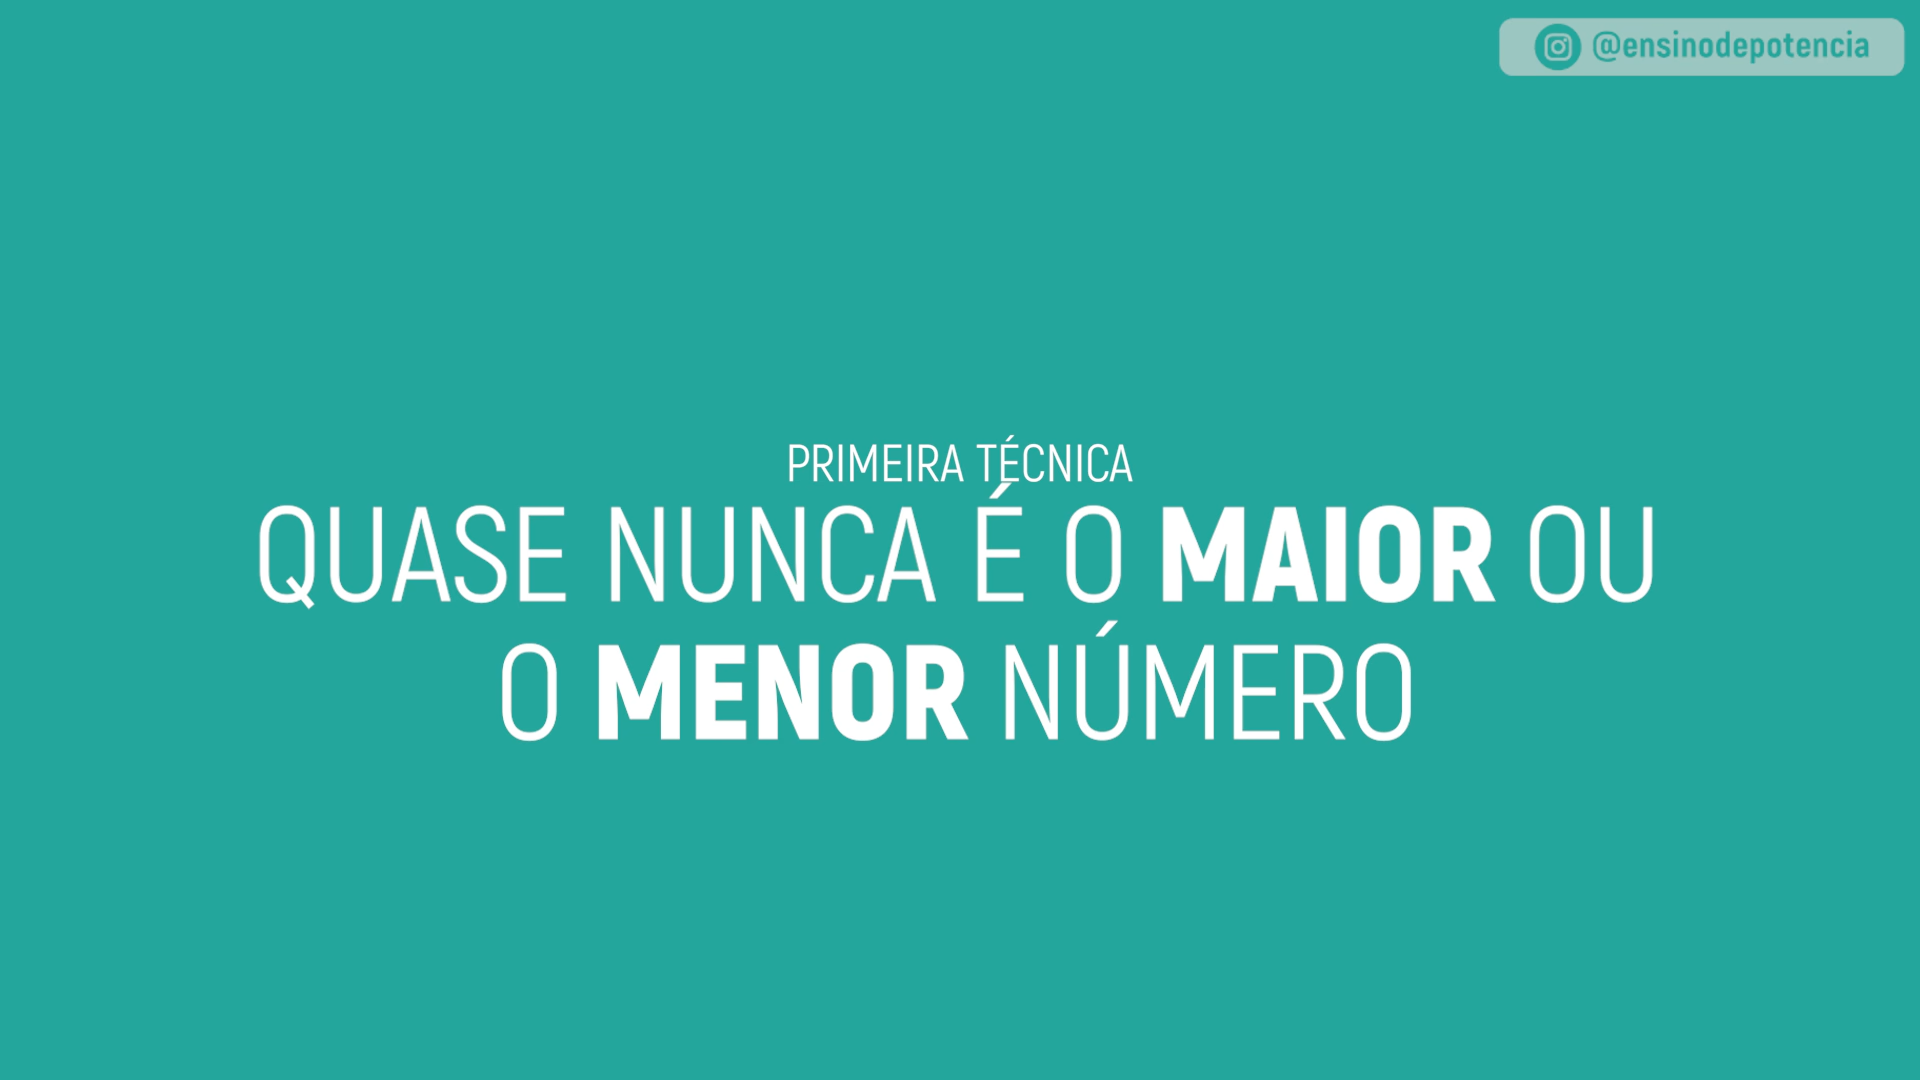 @ensinodepotencia
PRIMEIRA TÉCNICA
QUASE NUNCA É O MAIOR OU
O MENOR NÚMERO